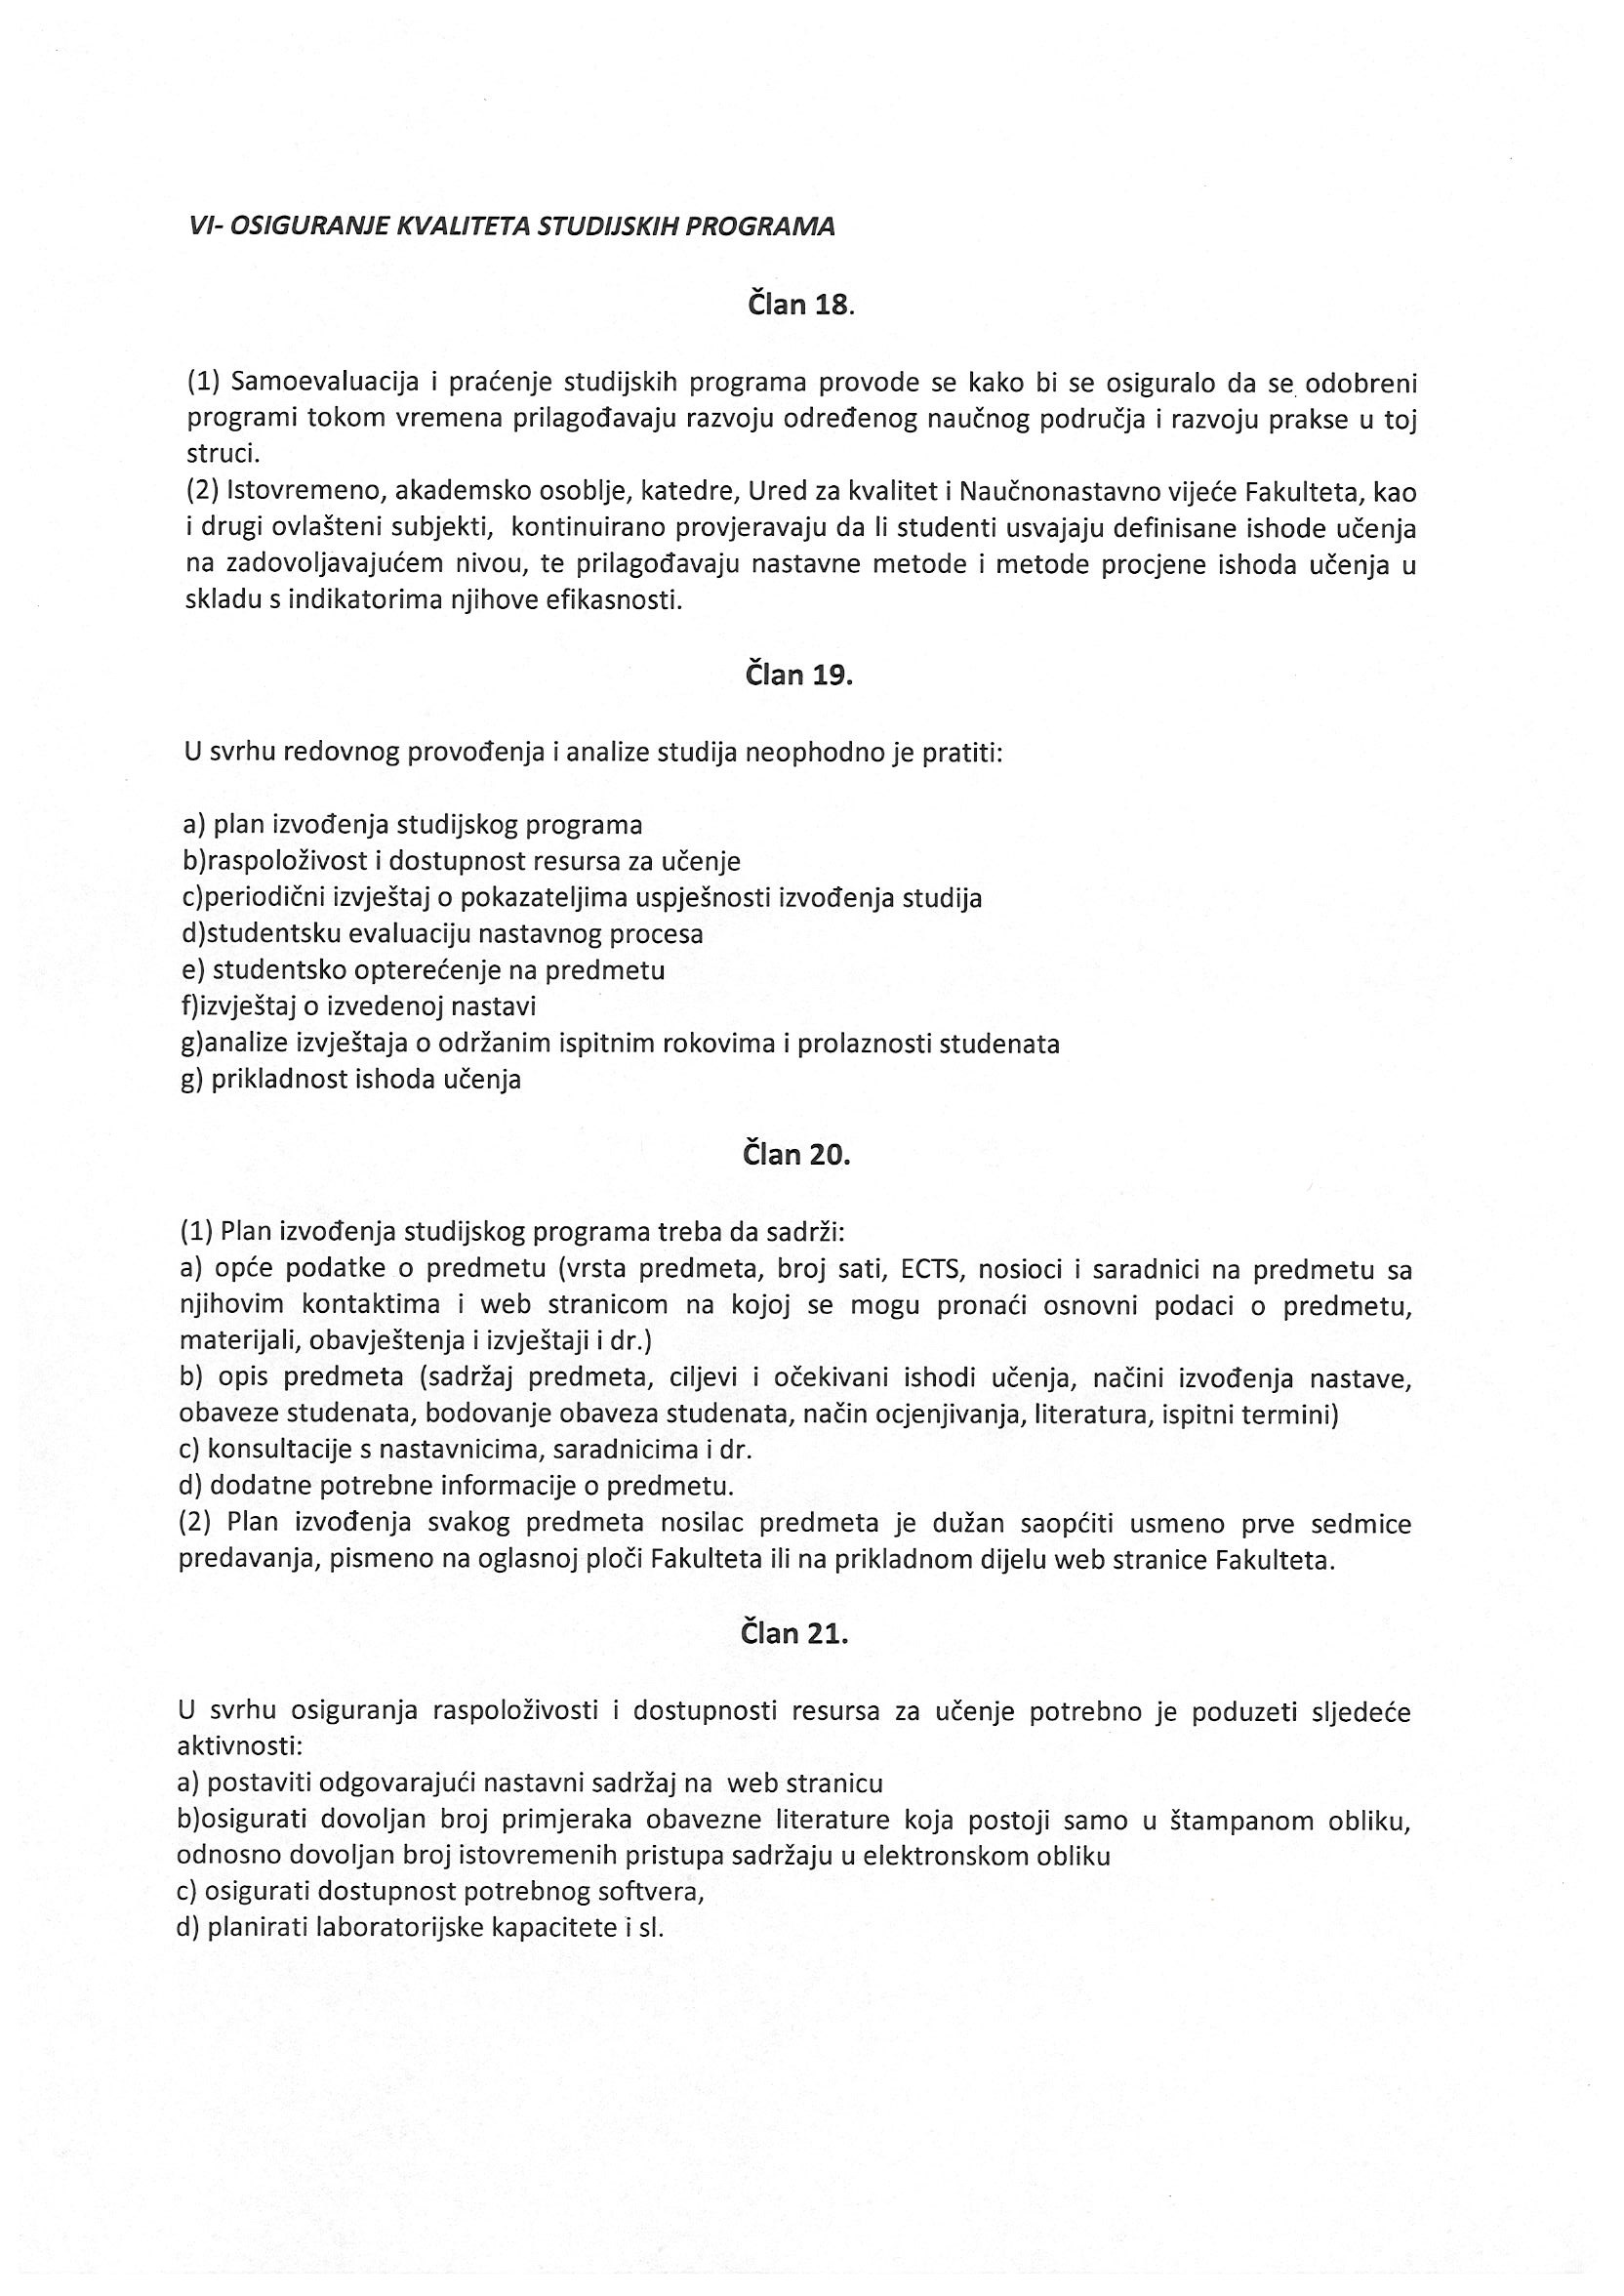 VI- OSIGURANJE KVALITETA STUDIJSKIH PROGRAMA
Član 18.
(1) Samoevaluacija i praćenje studijskih programa provode se kako bi se osiguralo da se odobreni
programi tokom vremena prilagođavaju razvoju određenog naučnog područja i razvoju prakse u toj
struci.
(2) Istovremeno, akademsko osoblje, katedre, Ured za kvalitet i Naučnonastavno vijeće Fakulteta, kao
i drugi ovlašteni subjekti, kontinuirano provjeravaju da li studenti usvajaju definisane ishode učenja
na zadovoljavajućem nivou, te prilagođavaju nastavne metode i metode procjene ishoda učenja u
skladu s indikatorima njihove efikasnosti.
Član 19.
U svrhu redovnog provođenja i analize studija neophodno je pratiti:
a) plan izvođenja studijskog programa
b)raspoloživost i dostupnost resursa za učenje
c)periodični izvještaj o pokazateljima uspješnosti izvođenja studija
d)studentsku evaluaciju nastavnog procesa
e) studentsko opterećenje na predmetu
f)izvještaj o izvedenoj nastavi
g)analize izvještaja o održanim ispitnim rokovima i prolaznosti studenata
g) prikladnost ishoda učenja
Član 20.
(1) Plan izvođenja studijskog programa treba da sadrži:
a) opće podatke o predmetu (vrsta predmeta, broj sati, ECTS, nosioci i saradnici na predmetu sa
njihovim kontaktima i web stranicom na kojoj se mogu pronaći osnovni podaci o predmetu,
materijali, obavještenja i izvještaji i dr.)
b) opis predmeta (sadržaj predmeta, ciljevi i očekivani ishodi učenja, načini izvođenja nastave,
obaveze studenata, bodovanje obaveza studenata, način ocjenjivanja, literatura, ispitni termini)
c) konsultacije s nastavnicima, saradnicima i dr.
d) dodatne potrebne informacije o predmetu.
(2) Plan izvođenja svakog predmeta nosilac predmeta je dužan saopćiti usmeno prve sedmice
predavanja, pismeno na oglasnoj ploči Fakulteta ili na prikladnom dijelu web stranice Fakulteta.
Član 21.
U svrhu osiguranja raspoloživosti i dostupnosti resursa za učenje potrebno je poduzeti sljedeće
aktivnosti:
a) postaviti odgovarajući nastavni sadržaj na web stranicu
b)osigurati dovoljan broj primjeraka obavezne literature koja postoji samo u štampanom obliku,
odnosno dovoljan broj istovremenih pristupa sadržaju u elektronskom obliku
c) osigurati dostupnost potrebnog softvera,
d) planirati laboratorijske kapacitete i sl.